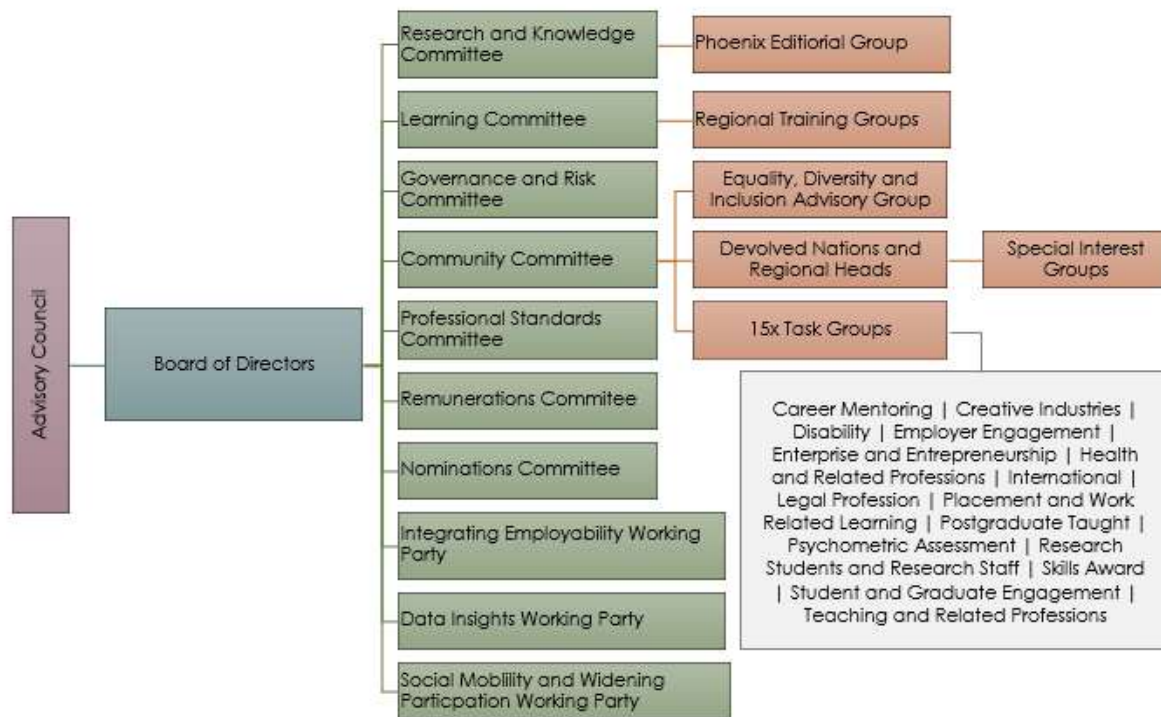 Advisory Council
Board of Directors
Research and Knowledge
Committee
Phoenix Editiorial Group
Learning Committee
Regional Training Groups
Governance and Risk
Committee
Community Committee
Equality, Diversity and
Inclusion Advisory Group
Devolved Nations and
Regional Heads
Special Interest
Groups
15x Task Groups
Career Mentoring | Creative Industries |
Disability | Employer Engagement |
Enterprise and Entrepreneurship | Health
and Related Professions | International |
Legal Profession | Placement and Work
Related Learning | Postgraduate Taught |
Psychometric Assessment | Research
Students and Research Staff | Skills Award
| Student and Graduate Engagement |
Teaching and Related Professions
Professional Standards
Committee
Remunerations Commitee
Nominations Committee
Integrating Employability Working
Party
Data Insights Working Party
Social Moblility and Widening
Particpation Working Party